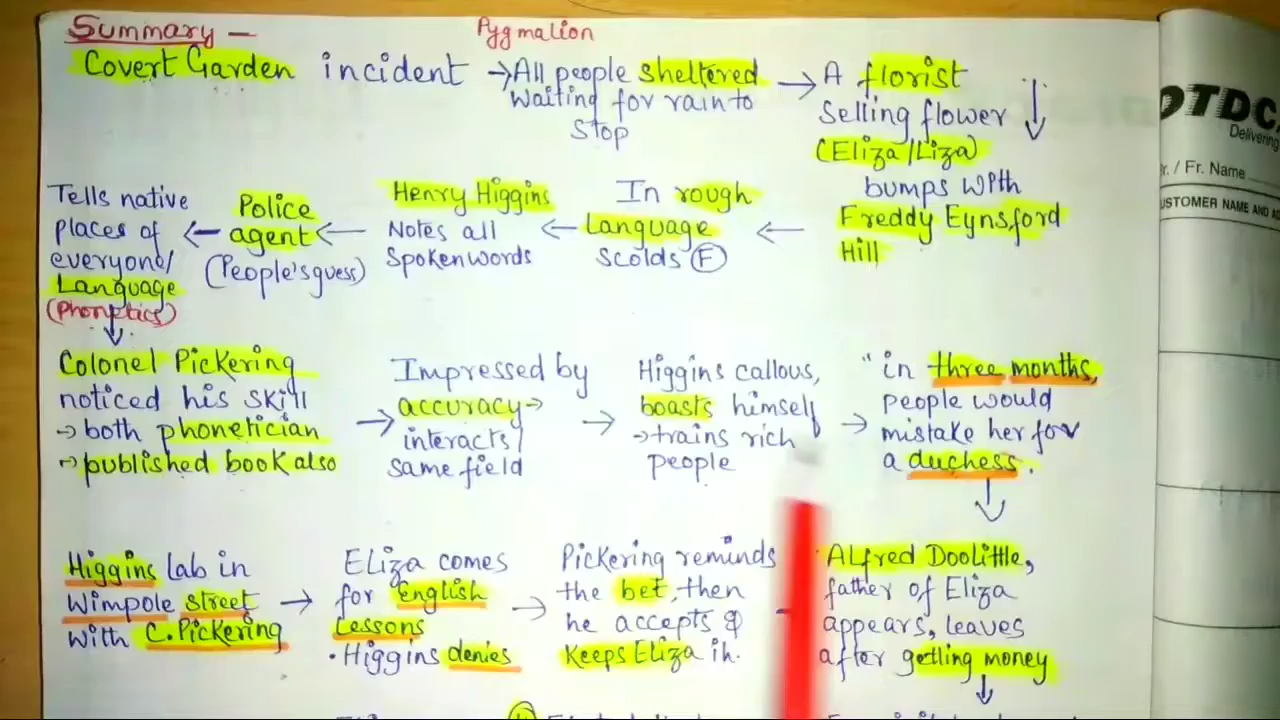 Summary —
Pygmalion
Covert Garden incident → All people sheltered
waiting for rain to
stop
→ A florist
selling flower
(Eliza/Liza)
bumps with
Freddy Eynsford
Hill
In rough
Language
scolds (F)
Henry Higgins
Notes all
Spoken words
Police
agent
(People's guess)
Tells native
places of
everyone/
Language
(Phonetics)
Colonel Pickering
noticed his skill
→ both phonetician
→ published book also
Impressed by
accuracy →
interacts/
same field
Higgins callous,
boasts himself
→ trains rich
people
"in three months,
people would
mistake her for
a duchess.
Higgins lab in
Wimpole street
with C. Pickering
Eliza comes
for english
Lessons
• Higgins denies
Pickering reminds
the bet, then
he accepts &
Keeps Eliza in.
Alfred Doolittle,
father of Eliza
appears, leaves
after getling money
DTDC
Delivering
r. / Fr. Name
USTOMER NAME AND A